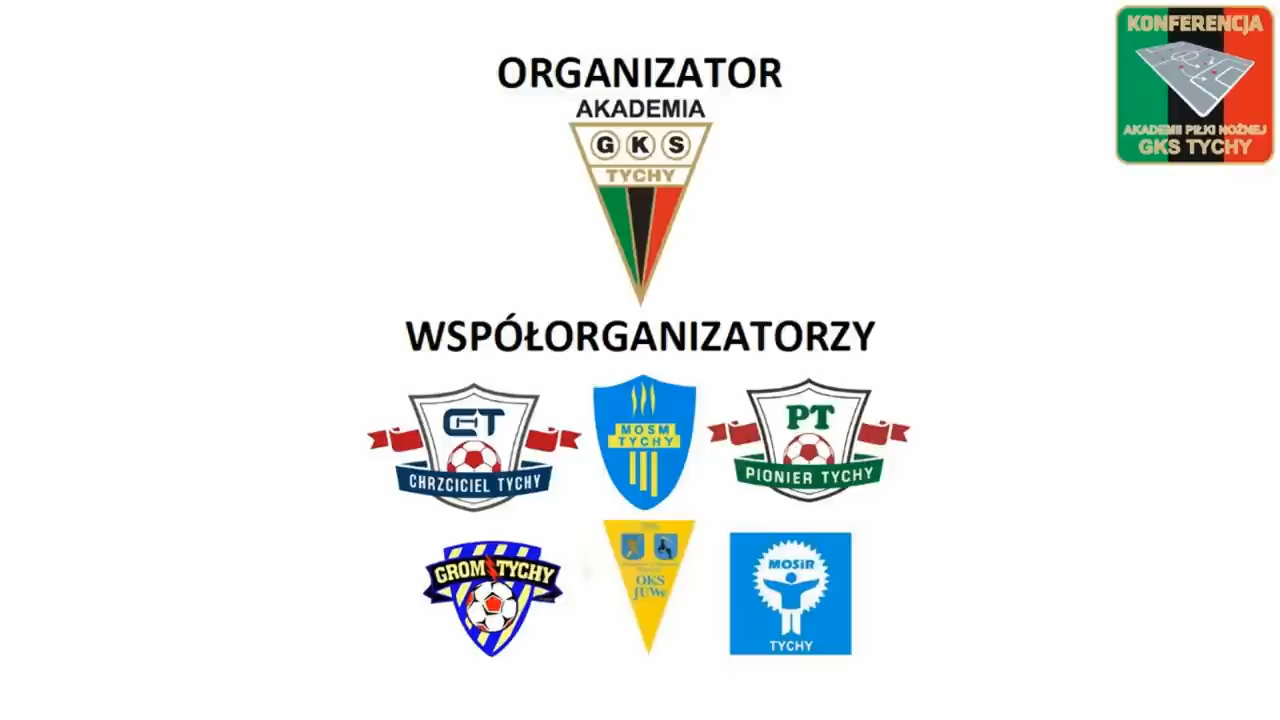 KONFERENCJA
AKADEMII PIŁKI NOŻNEJ
GKS TYCHY
ORGANIZATOR
AKADEMIA
G K S
TYCHY
WSPÓŁORGANIZATORZY
CT
CHRZCICIEL TYCHY
MOSM
TYCHY
PT
PIONIER TYCHY
GROM TYCHY
OKS
JUWe
MOSiR
TYCHY